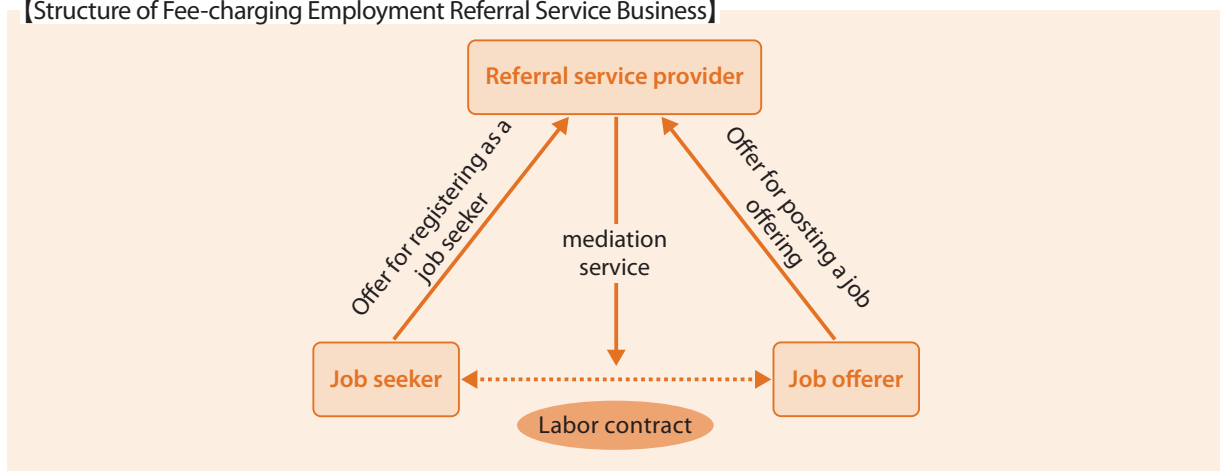 【Structure of Fee-charging Employment Referral Service Business】
Referral service provider
Offer for registering as a
job seeker
mediation
service
Offer for posting a job
offering
Job seeker
Job offerer
Labor contract